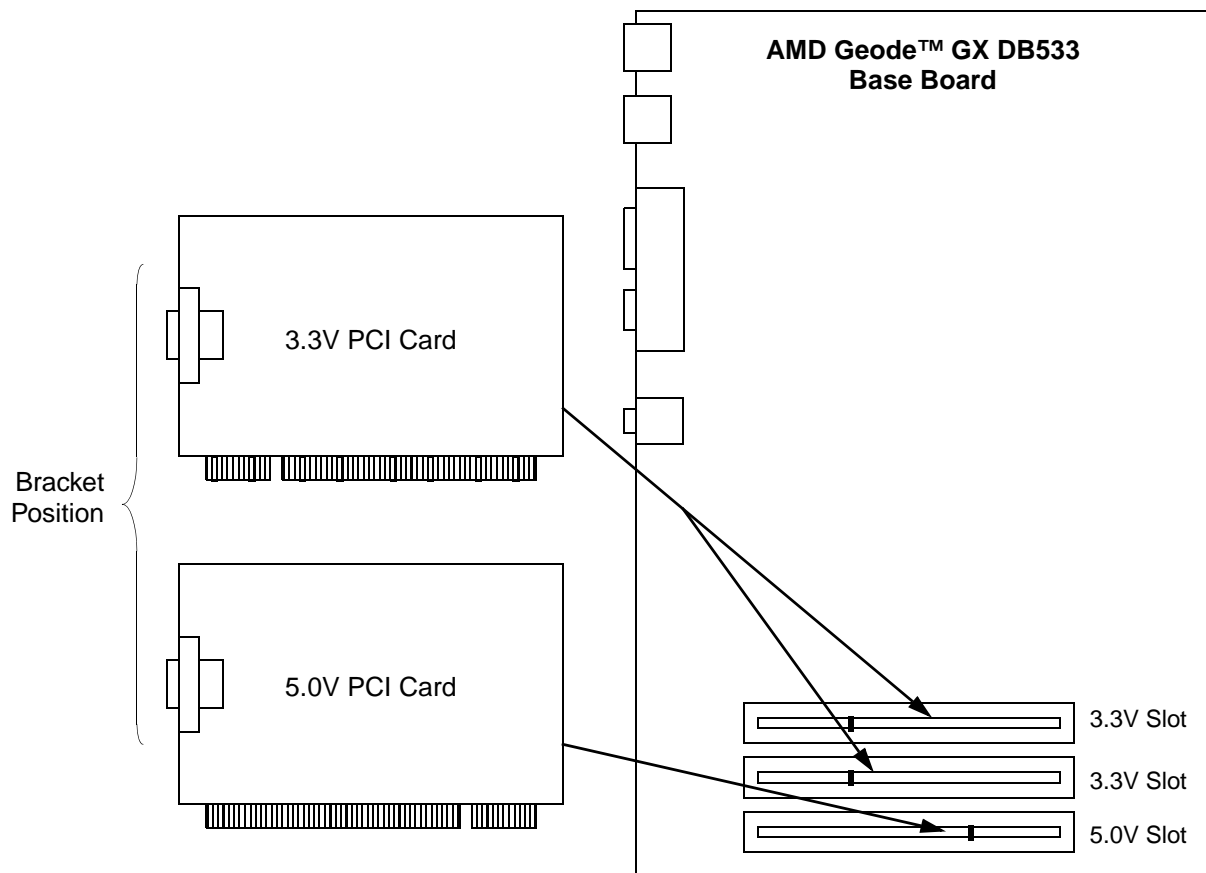 AMD Geode™ GX DB533
Base Board
3.3V PCI Card
Bracket
Position
5.0V PCI Card
3.3V Slot
3.3V Slot
5.0V Slot